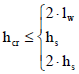 h_cr ≤ { 2·l_w
h_s
2·h_s